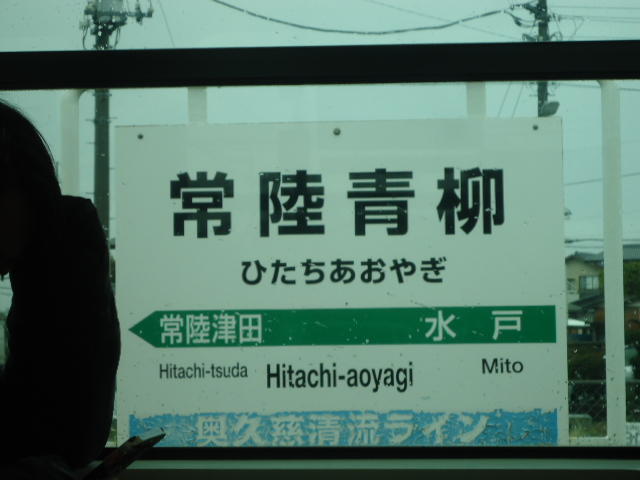 常陸青柳
ひたちあおやぎ
常陸津田 水戸
Hitachi-tsuda Hitachi-aoyagi Mito
奥久慈清流ライン